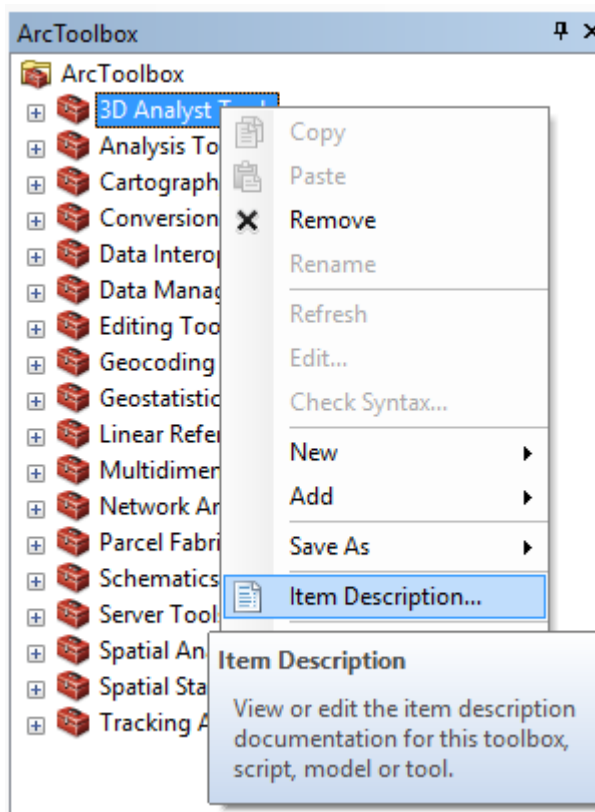 ArcToolbox
ArcToolbox
3D Analyst
Analysis To
Cartograph
Conversion
Data Interop
Data Manag
Editing Too
Geocoding
Geostatistic
Linear Refer
Multidimen
Network An
Parcel Fabri
Schematics
Server Tool
Spatial An
Spatial Sta
Tracking A
Copy
Paste
Remove
Rename
Refresh
Edit...
Check Syntax...
New
Add
Save As
Item Description...
Item Description
View or edit the item description
documentation for this toolbox,
script, model or tool.